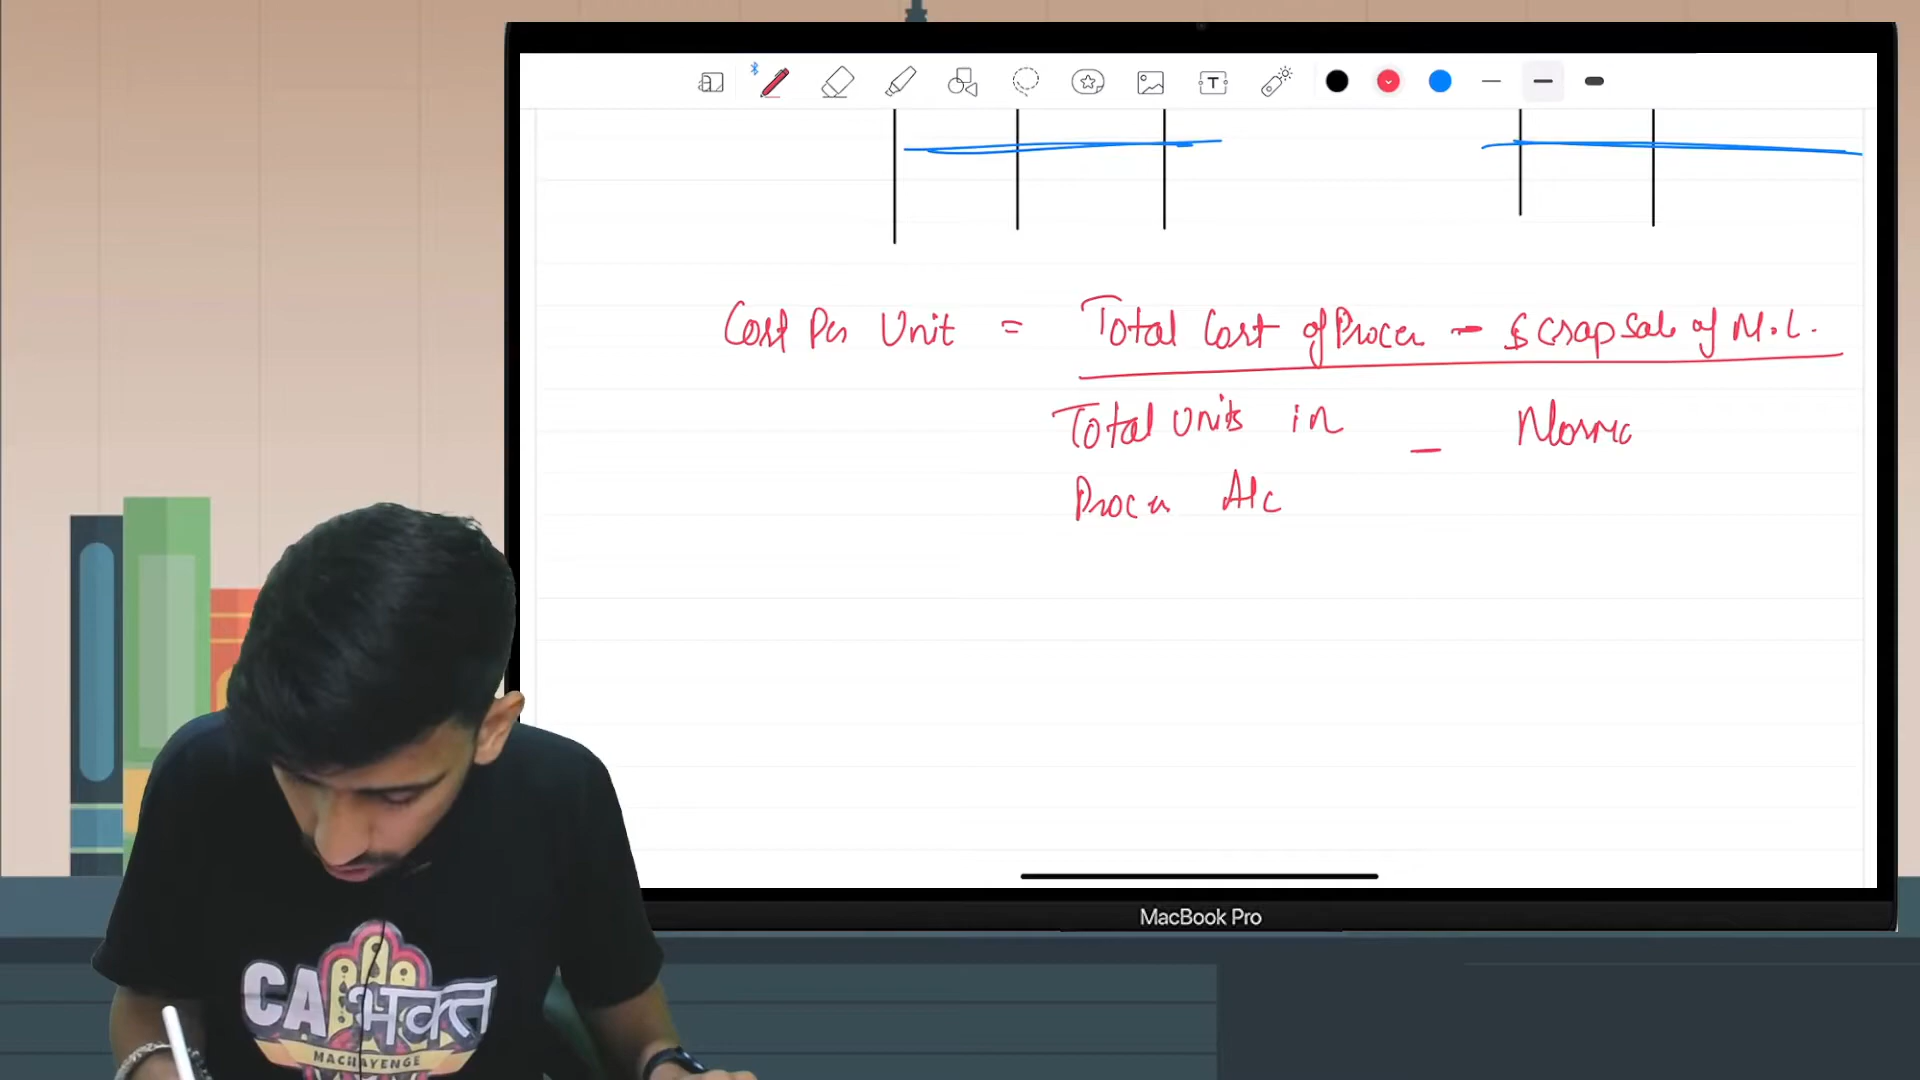 Cost Per Unit = Total Cost of Process - Scrap Sale of N.L.
Total Units in - Norma
Process A/c
MacBook Pro
CA भक्त
MACHAYENGE